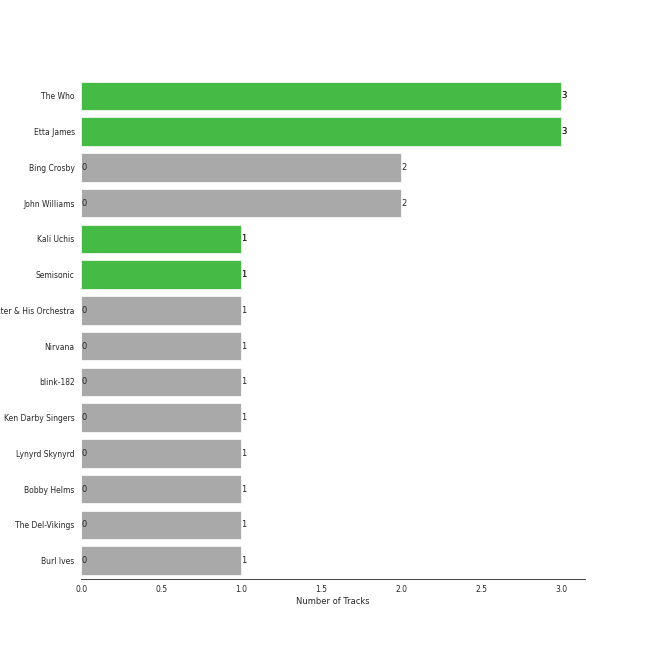 The Who 3
Etta James 3
Bing Crosby 0 2
John Williams 0 2
Kali Uchis 1
Semisonic 1
& His Orchestra 0 1
Nirvana 0 1
blink-182 0 1
Ken Darby Singers 0 1
Lynyrd Skynyrd 0 1
Bobby Helms 0 1
The Del-Vikings 0 1
Burl Ives 0 1
0.0 0.5 1.0 1.5 2.0 2.5 3.0
Number of Tracks